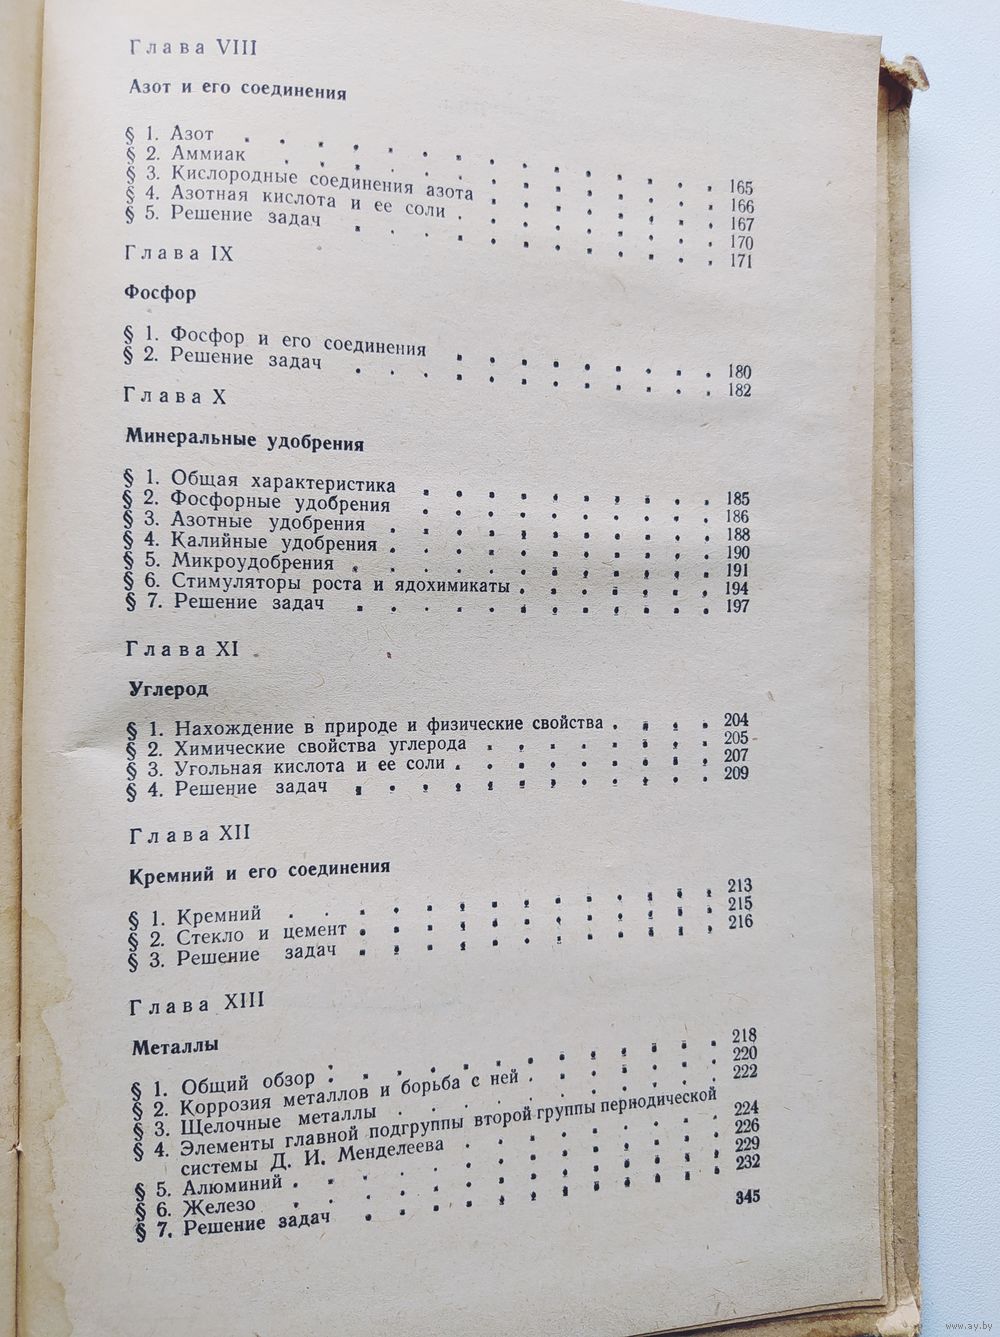 Глава VIII
Азот и его соединения
§ 1. Азот . . . . . . . . . . . . . . 165
§ 2. Аммиак . . . . . . . . . . . . . 166
§ 3. Кислородные соединения азота . . . . . . . . 167
§ 4. Азотная кислота и ее соли . . . . . . . . . 170
§ 5. Решение задач . . . . . . . . . . . 171
Глава IX
Фосфор
§ 1. Фосфор и его соединения . . . . . . . . . 180
§ 2. Решение задач . . . . . . . . . . . 182
Глава X
Минеральные удобрения
§ 1. Общая характеристика . . . . . . . . . 185
§ 2. Фосфорные удобрения . . . . . . . . . 186
§ 3. Азотные удобрения . . . . . . . . . . 188
§ 4. Калийные удобрения . . . . . . . . . . 190
§ 5. Микроудобрения . . . . . . . . . . . 191
§ 6. Стимуляторы роста и ядохимикаты . . . . . . . 194
§ 7. Решение задач . . . . . . . . . . . 197
Глава XI
Углерод
§ 1. Нахождение в природе и физические свойства . . . . 204
§ 2. Химические свойства углерода . . . . . . . . 205
§ 3. Угольная кислота и ее соли . . . . . . . . . 207
§ 4. Решение задач . . . . . . . . . . . 209
Глава XII
Кремний и его соединения
§ 1. Кремний . . . . . . . . . . . . . 213
§ 2. Стекло и цемент . . . . . . . . . . . 215
§ 3. Решение задач . . . . . . . . . . . 216
Глава XIII
Металлы
§ 1. Общий обзор . . . . . . . . . . . . 218
§ 2. Коррозия металлов и борьба с ней . . . . . . . 220
§ 3. Щелочные металлы . . . . . . . . . . 222
§ 4. Элементы главной подгруппы второй группы периодической
системы Д. И. Менделеева . . . . . . . . . 224
§ 5. Алюминий . . . . . . . . . . . . . 226
§ 6. Железо . . . . . . . . . . . . . 229
§ 7. Решение задач . . . . . . . . . . . 232
345
www.ay.by